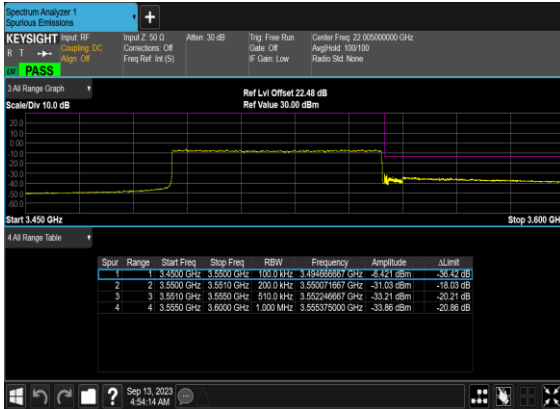 Spectrum Analyzer 1
Spurious Emissions
KEYSIGHT
Input: RF
Coupling: DC
Align: Off
Input Z: 50 Ω
Corrections: Off
Freq Ref: Int (S)
Atten: 30 dB
Trig: Free Run
Gate: Off
IF Gain: Low
Center Freq: 22.005000000 GHz
Avg|Hold: 100/100
Radio Std: None
R T
PASS
3 All Range Graph
Scale/Div 10.0 dB
Ref Lvl Offset 22.48 dB
Ref Value 30.00 dBm
20.0
10.0
0.00
-10.0
-20.0
-30.0
-40.0
-50.0
-60.0
Start 3.450 GHz
Stop 3.600 GH
4 All Range Table
Spur Range Start Freq Stop Freq RBW Frequency Amplitude ΔLimit
1 1 3.4500 GHz 3.5500 GHz 100.0 kHz 3.494666667 GHz -6.421 dBm -36.42 dB
2 2 3.5500 GHz 3.5510 GHz 200.0 kHz 3.550071667 GHz -31.03 dBm -18.03 dB
3 3 3.5510 GHz 3.5550 GHz 510.0 kHz 3.552246667 GHz -33.21 dBm -20.21 dB
4 4 3.5550 GHz 3.6000 GHz 1.000 MHz 3.555375000 GHz -33.86 dBm -20.86 dB
Sep 13, 2023
4:54:14 AM